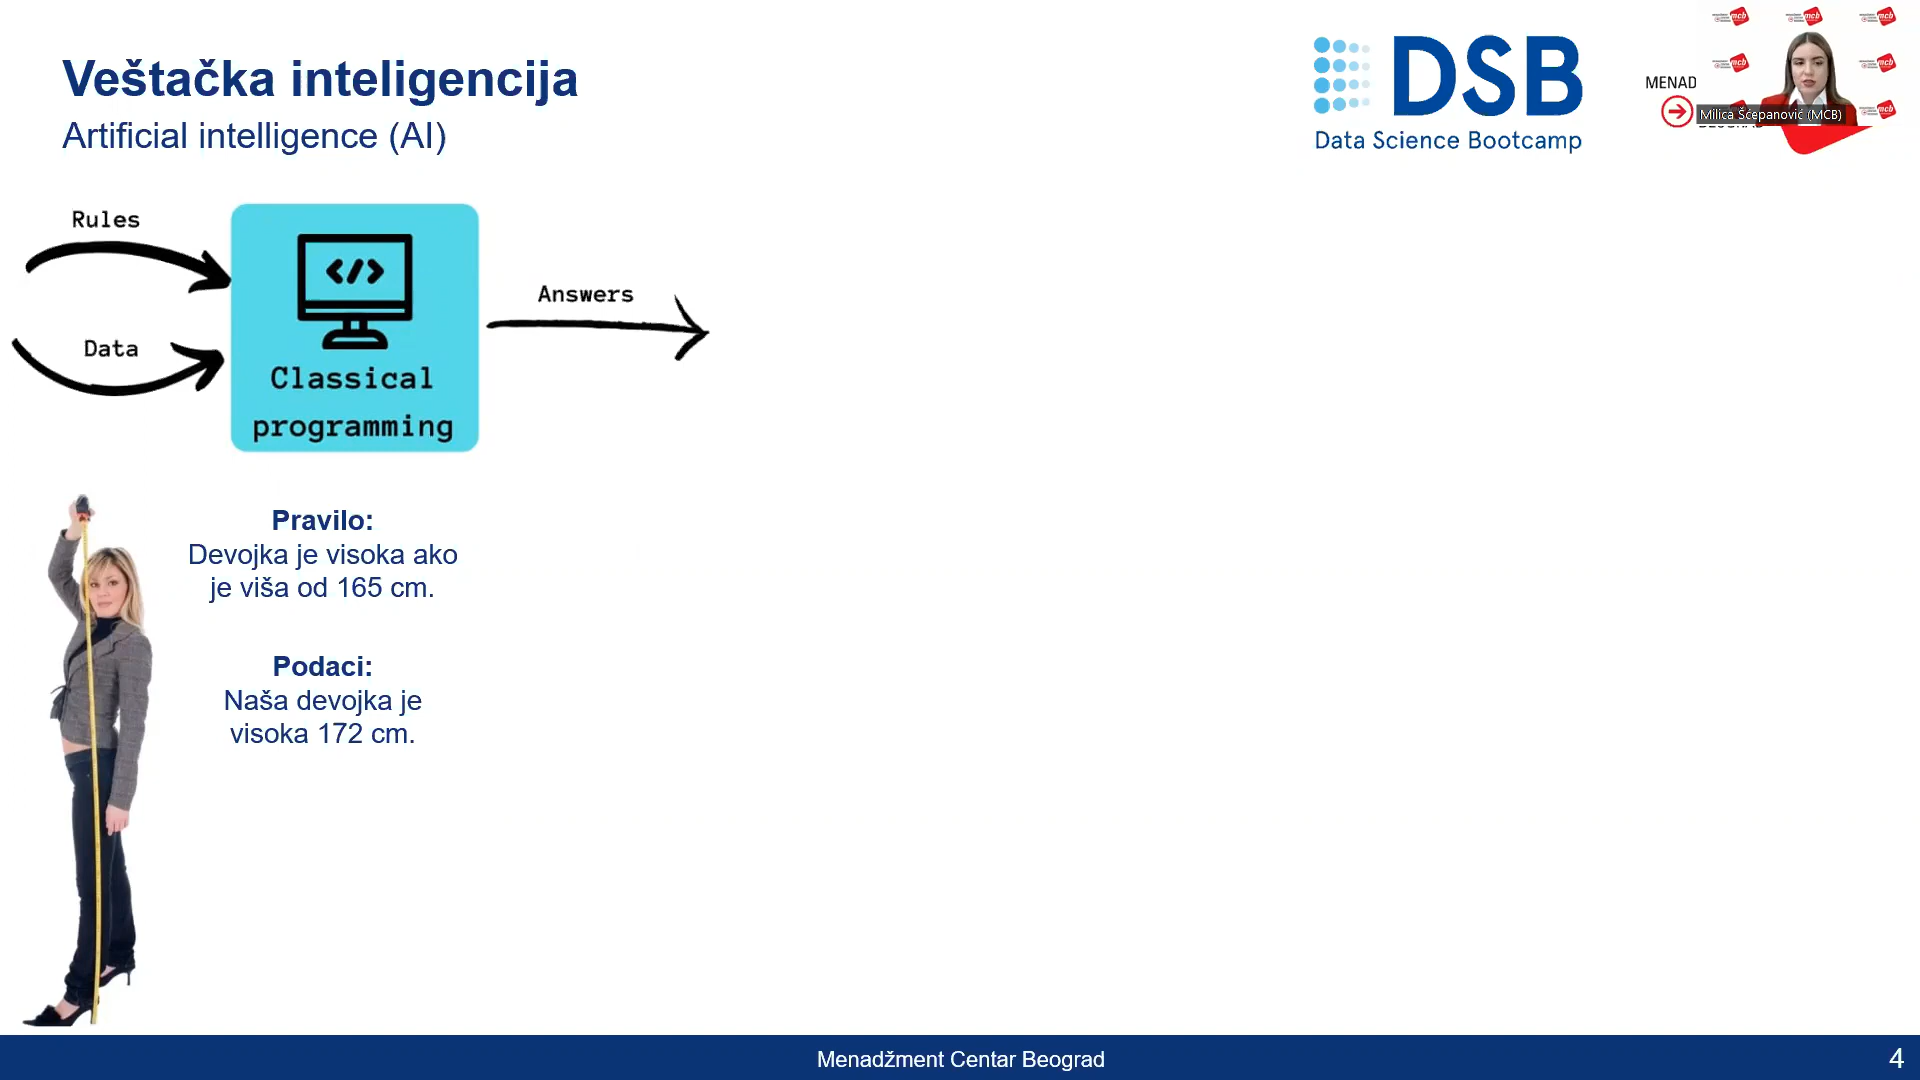 Veštačka inteligencija
Artificial intelligence (AI)
DSB
Data Science Bootcamp
MENAD
Milica Šćepanović (MCB)
Rules
Data
Classical
programming
Answers
Pravilo:
Devojka je visoka ako
je viša od 165 cm.
Podaci:
Naša devojka je
visoka 172 cm.
Menadžment Centar Beograd
4